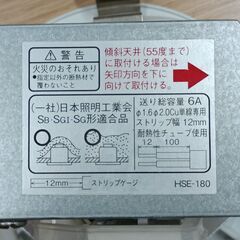 ⚠警告
火災のおそれあり
●所定以外の断熱材で
覆わないこと
傾斜天井(55度まで)
に取付ける場合は
矢印方向を下に
向けて取付ける。
(一社)日本照明工業会
SB・SGI・SG形適合品
送り総容量 6A
φ1.6φ2.0Cu単線専用
ストリップ幅 12mm
耐熱性チューブ使用
12 100
12mm ストリップゲージ
HSE-180